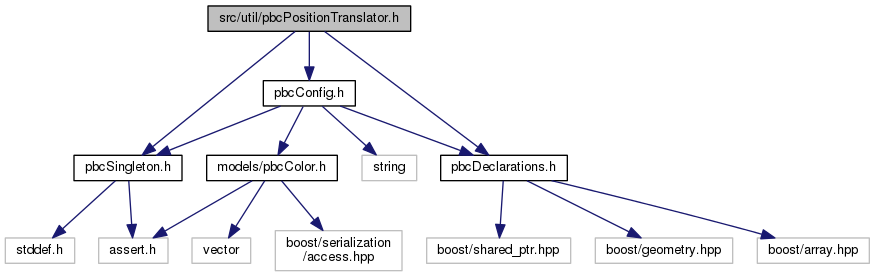 src/util/pbcPositionTranslator.h
pbcConfig.h
pbcSingleton.h
models/pbcColor.h
string
pbcDeclarations.h
stddef.h
assert.h
vector
boost/serialization
/access.hpp
boost/shared_ptr.hpp
boost/geometry.hpp
boost/array.hpp